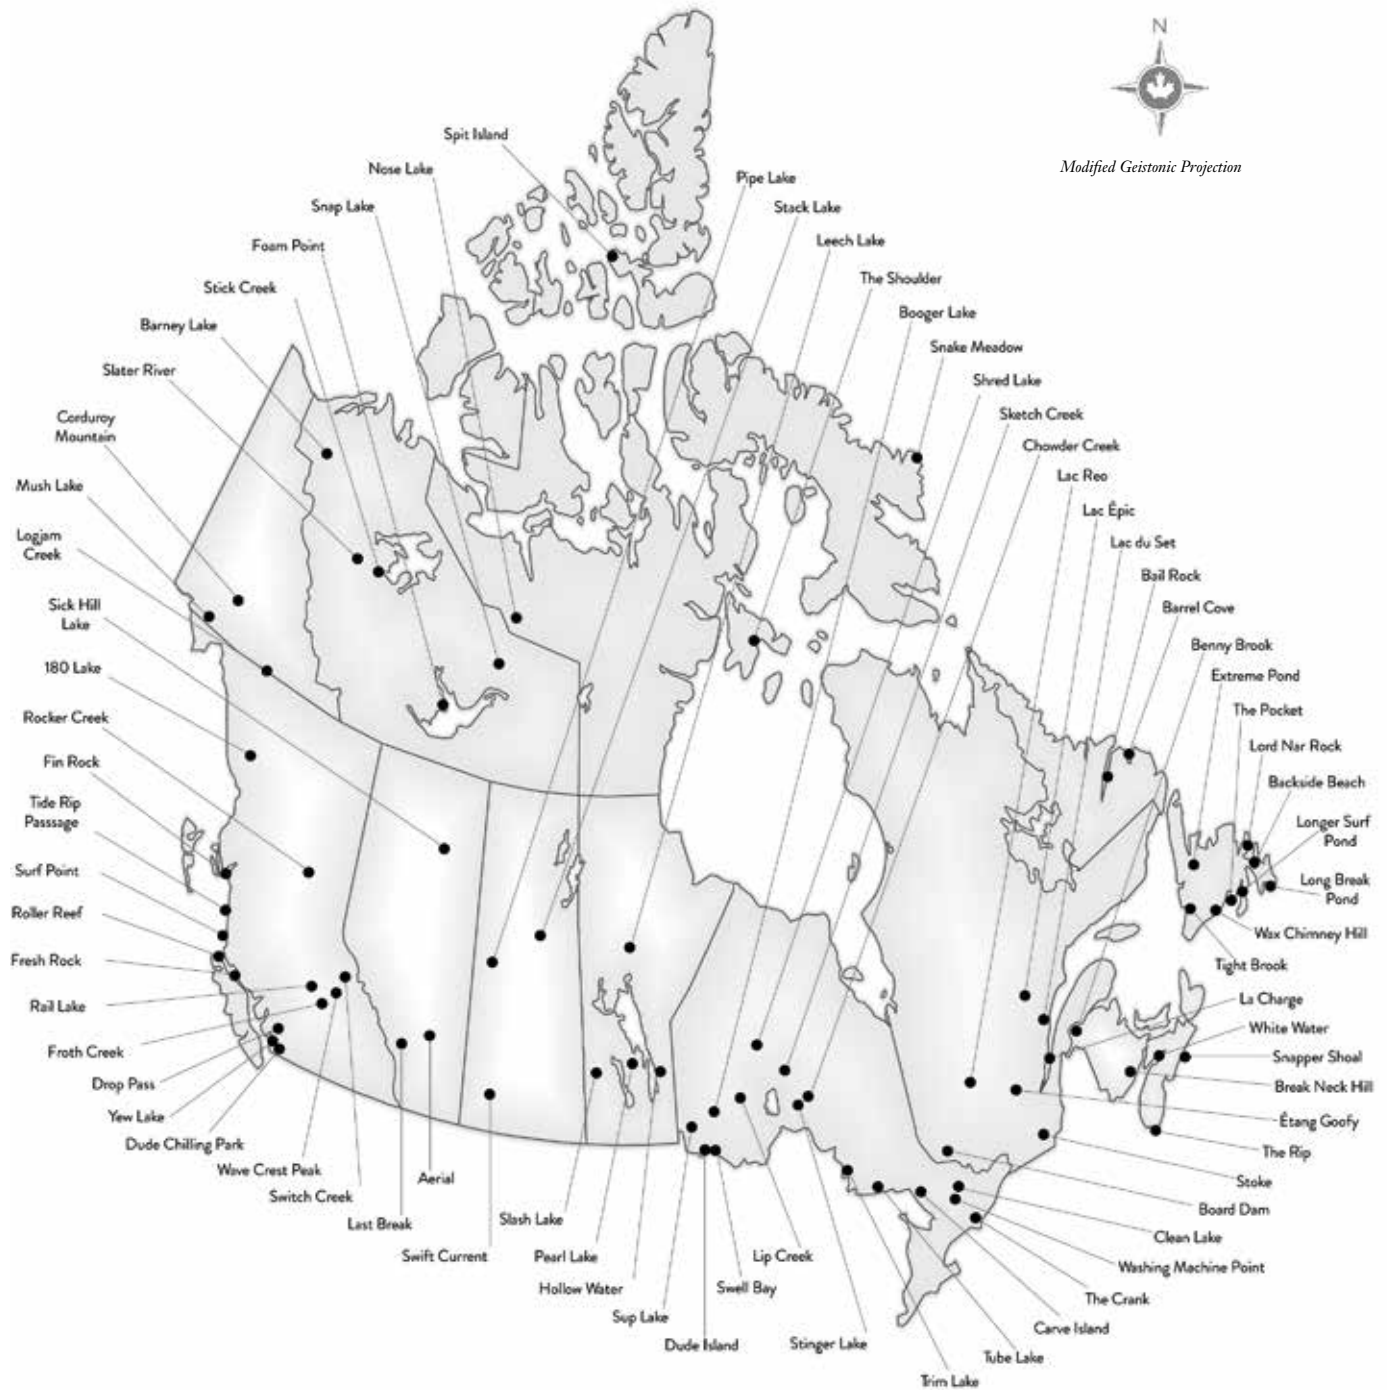 N
Modified Geistonic Projection
Spit Island
Nose Lake
Snap Lake
Foam Point
Stick Creek
Barney Lake
Slater River
Corduroy
Mountain
Mush Lake
Logjam
Creek
Sick Hill
Lake
180 Lake
Rocker Creek
Fin Rock
Tide Rip
Passsage
Surf Point
Roller Reef
Fresh Rock
Rail Lake
Froth Creek
Drop Pass
Yew Lake
Dude Chilling Park
Wave Crest Peak
Switch Creek
Last Break
Aerial
Swift Current
Slash Lake
Pearl Lake
Hollow Water
Sup Lake
Dude Island
Swell Bay
Lip Creek
Stinger Lake
Trim Lake
Tube Lake
Carve Island
The Crank
Washing Machine Point
Clean Lake
Board Dam
Stoke
The Rip
Étang Goofy
Break Neck Hill
Snapper Shoal
White Water
La Charge
Tight Brook
Wax Chimney Hill
Long Break
Pond
Longer Surf
Pond
Backside Beach
Lord Nar Rock
The Pocket
Extreme Pond
Benny Brook
Barrel Cove
Bail Rock
Lac du Set
Lac Épic
Lac Reo
Chowder Creek
Sketch Creek
Shred Lake
Snake Meadow
Booger Lake
The Shoulder
Leech Lake
Stack Lake
Pipe Lake